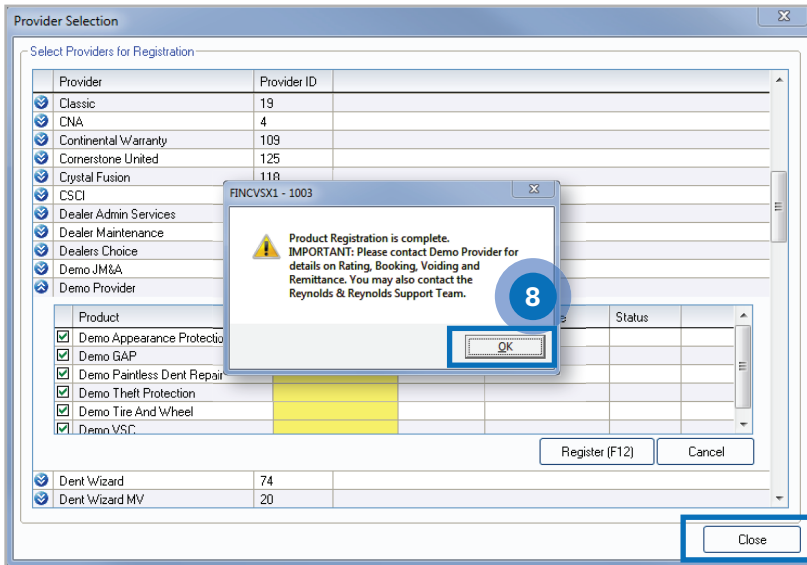 Provider Selection
Select Providers for Registration
Provider Provider ID
Classic 19
CNA 4
Continental Warranty 109
Cornerstone United 125
Crystal Fusion 118
CSCI
Dealer Admin Services
Dealer Maintenance
Dealers Choice
Demo JM&A
Demo Provider
FINCVSX1 - 1003
Product Registration is complete.
IMPORTANT: Please contact Demo Provider for
details on Rating, Booking, Voiding and
Remittance. You may also contact the
Reynolds & Reynolds Support Team.
8
OK
Product Status
Demo Appearance Protectio
Demo GAP
Demo Paintless Dent Repair
Demo Theft Protection
Demo Tire And Wheel
Demo VSC
Register (F12) Cancel
Dent Wizard 74
Dent Wizard MV 20
Close